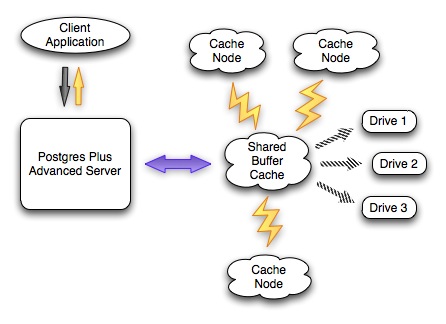 Client
Application
Cache
Node
Cache
Node
Postgres Plus
Advanced Server
Shared
Buffer
Cache
Drive 1
Drive 2
Drive 3
Cache
Node